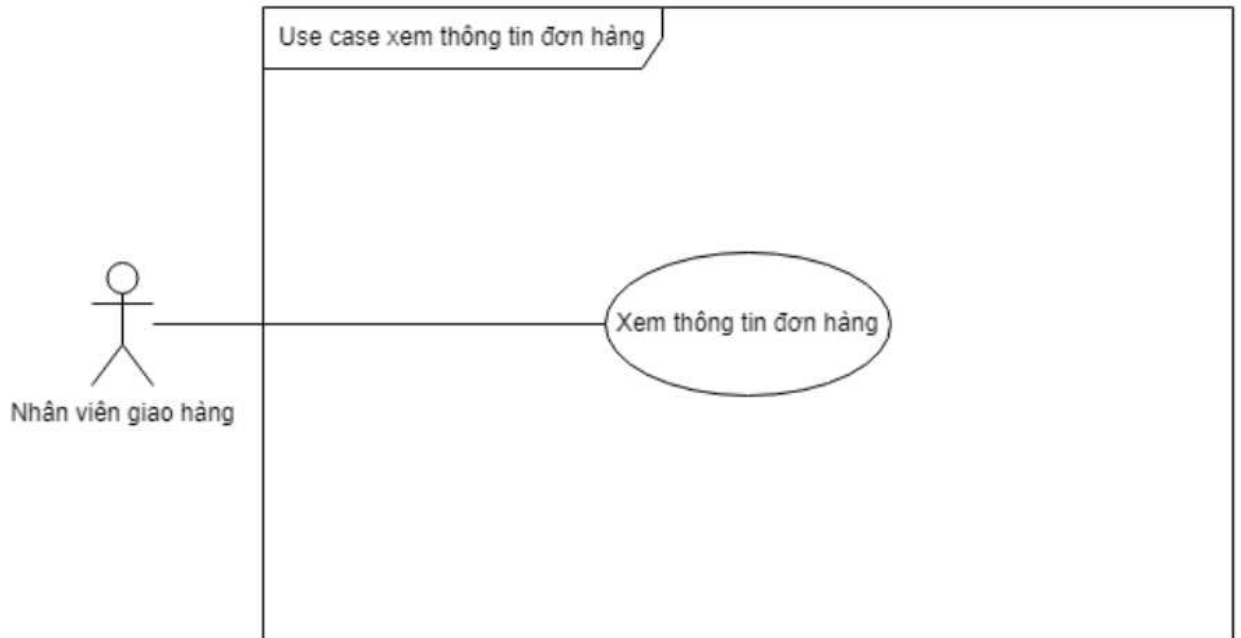 Use case xem thông tin đơn hàng
Xem thông tin đơn hàng
Nhân viên giao hàng